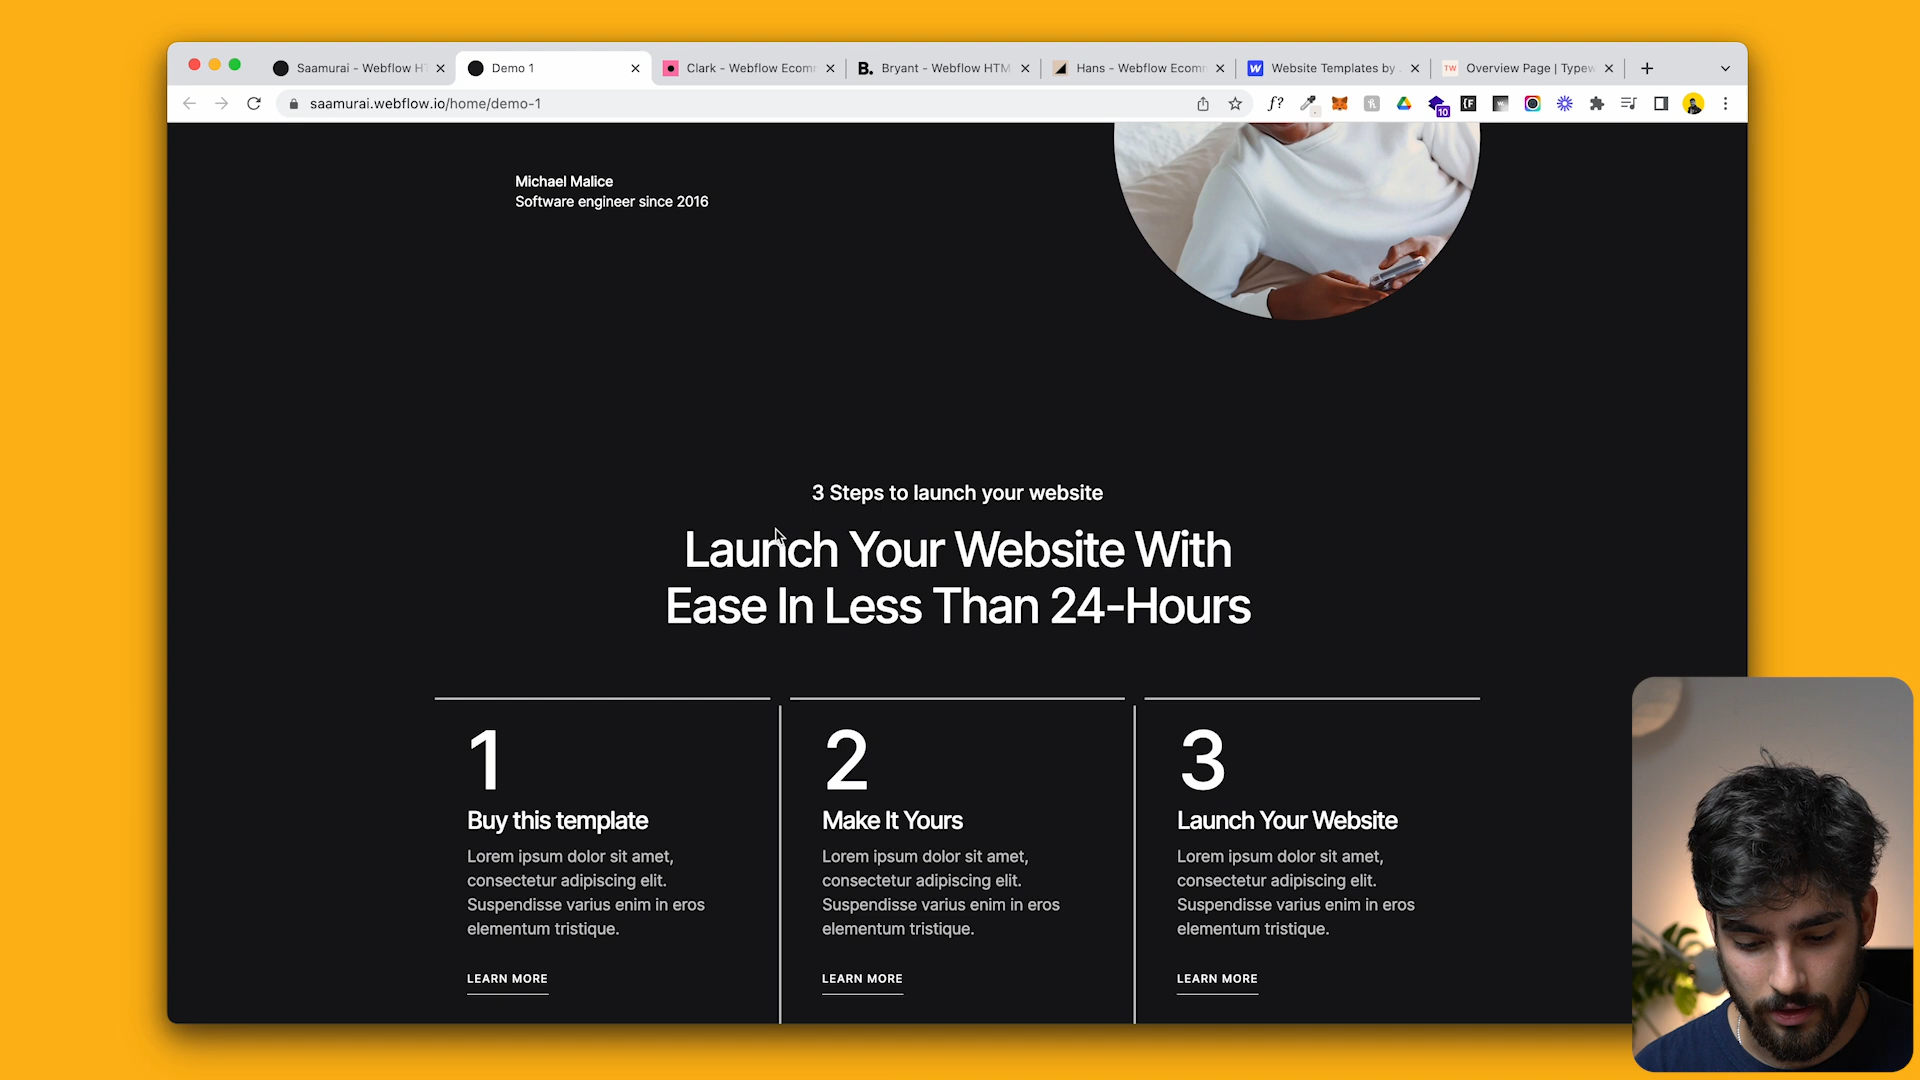 Saamurai - Webflow HT
Demo 1
Clark - Webflow Ecom
B. Bryant - Webflow HTM
Hans - Webflow Ecom
W Website Templates by
TW Overview Page | Typew
saamurai.webflow.io/home/demo-1
f?
10
Michael Malice
Software engineer since 2016
3 Steps to launch your website
Launch Your Website With
Ease In Less Than 24-Hours
1
Buy this template
Lorem ipsum dolor sit amet,
consectetur adipiscing elit.
Suspendisse varius enim in eros
elementum tristique.
LEARN MORE
2
Make It Yours
Lorem ipsum dolor sit amet,
consectetur adipiscing elit.
Suspendisse varius enim in eros
elementum tristique.
LEARN MORE
3
Launch Your Website
Lorem ipsum dolor sit amet,
consectetur adipiscing elit.
Suspendisse varius enim in eros
elementum tristique.
LEARN MORE